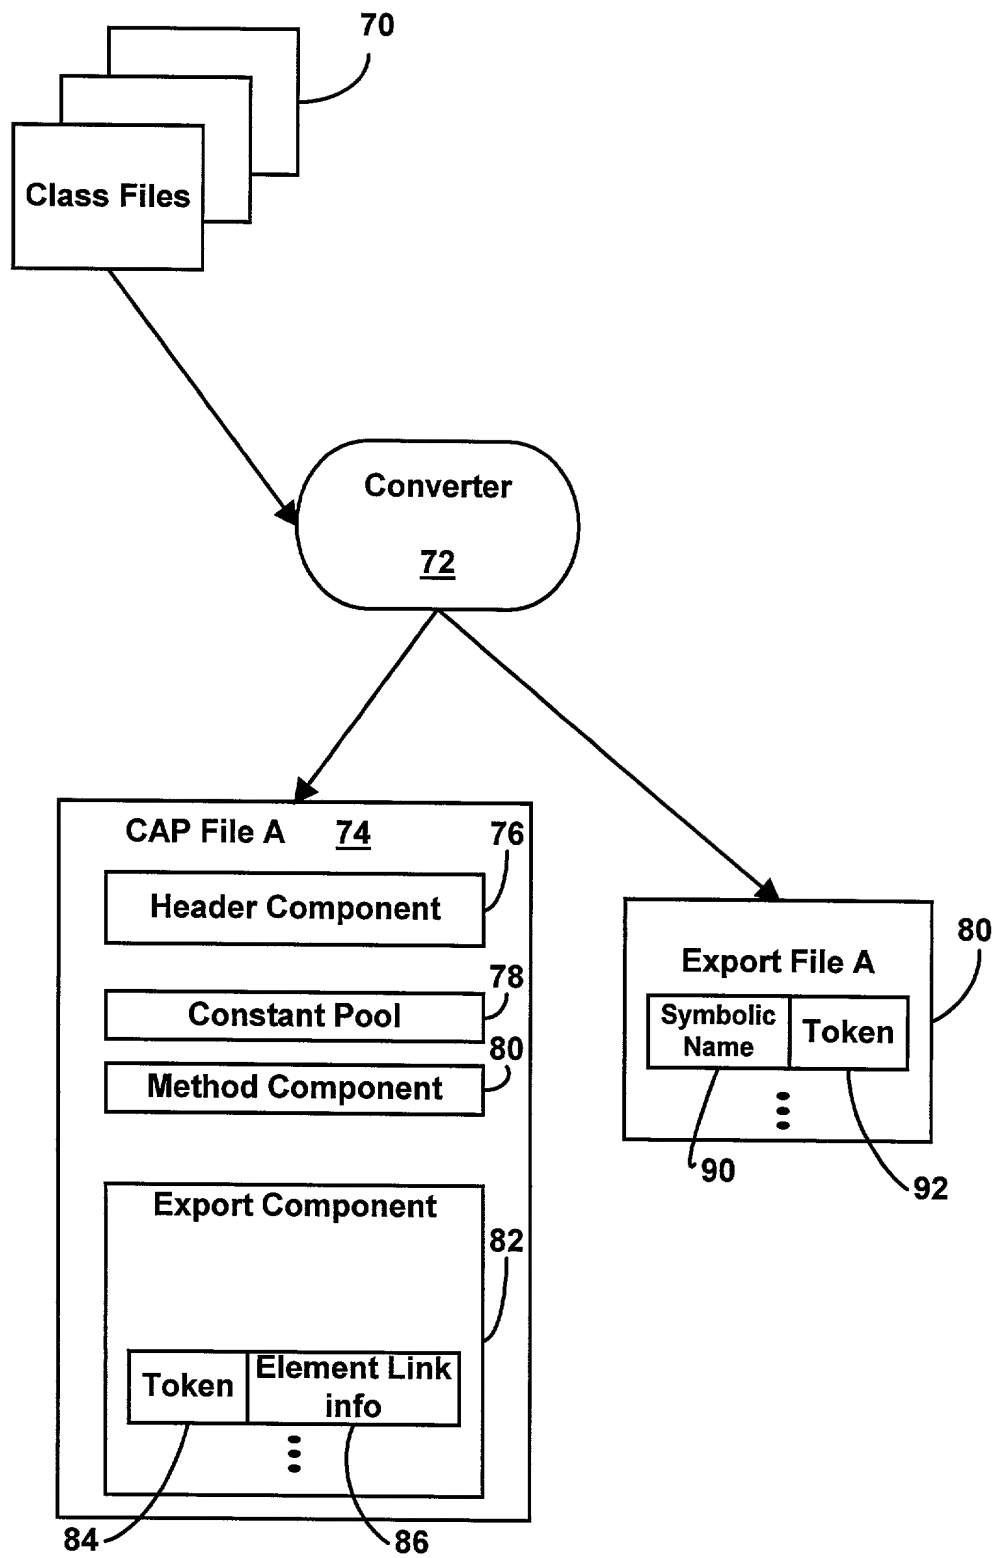 70
Class Files
Converter
72
CAP File A 74
76
Header Component
78
Constant Pool
80
Method Component
Export Component
82
Token
Element Link
info
84
86
80
Export File A
Symbolic
Name
Token
90
92